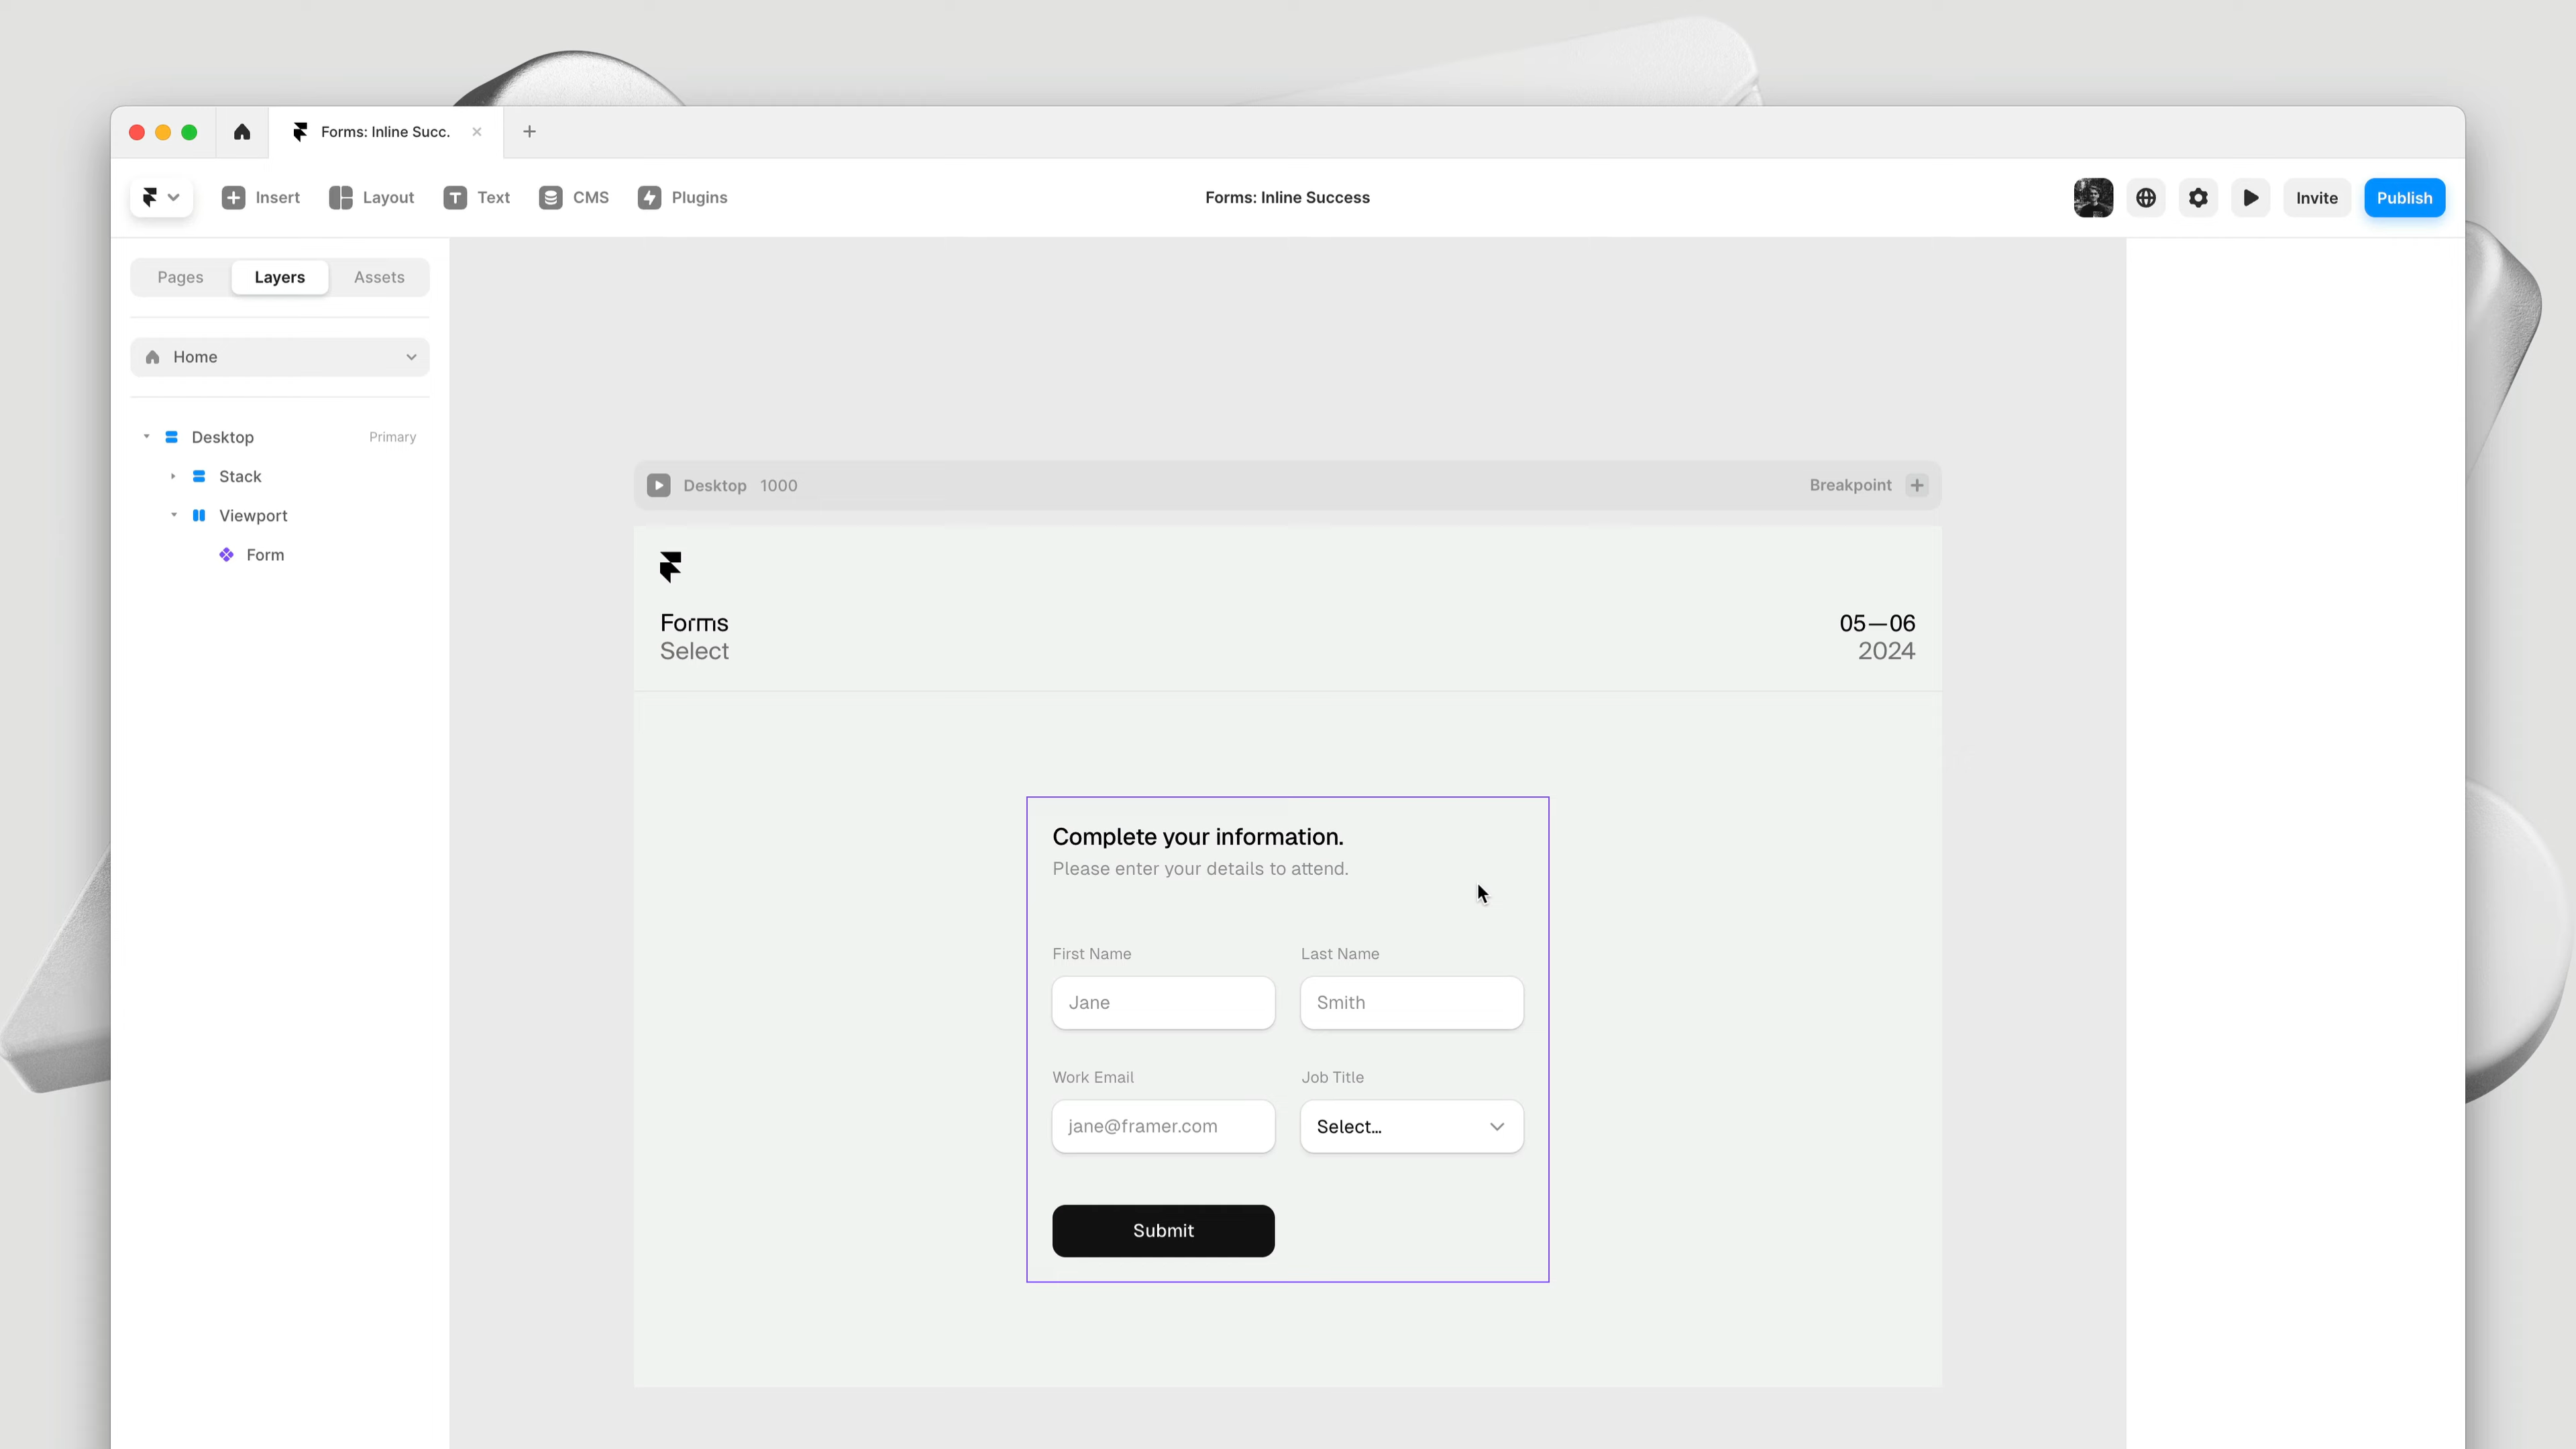 Forms: Inline Succ.
Insert
Layout
Text
CMS
Plugins
Forms: Inline Success
Invite
Publish
Pages
Layers
Assets
Home
Desktop
Primary
Stack
Viewport
Form
Desktop 1000
Breakpoint
Forms
Select
05—06
2024
Complete your information.
Please enter your details to attend.
First Name
Last Name
Jane
Smith
Work Email
Job Title
jane@framer.com
Select...
Submit